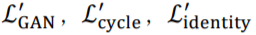 ℒ′GAN , ℒ′cycle , ℒ′identity